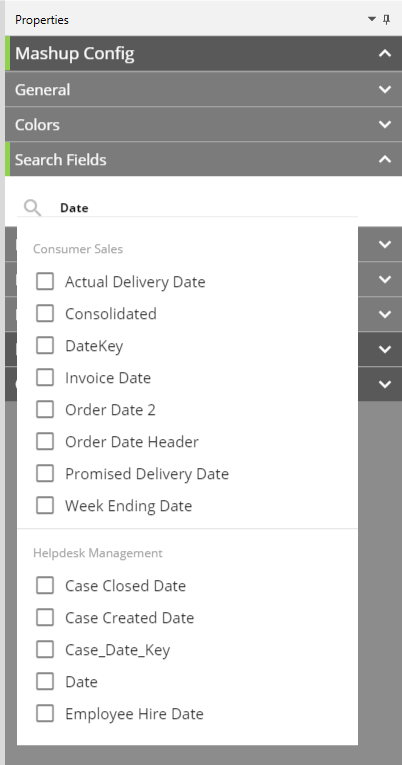 Properties
Mashup Config
General
Colors
Search Fields
Date
Consumer Sales
Actual Delivery Date
Consolidated
DateKey
Invoice Date
Order Date 2
Order Date Header
Promised Delivery Date
Week Ending Date
Helpdesk Management
Case Closed Date
Case Created Date
Case_Date_Key
Date
Employee Hire Date